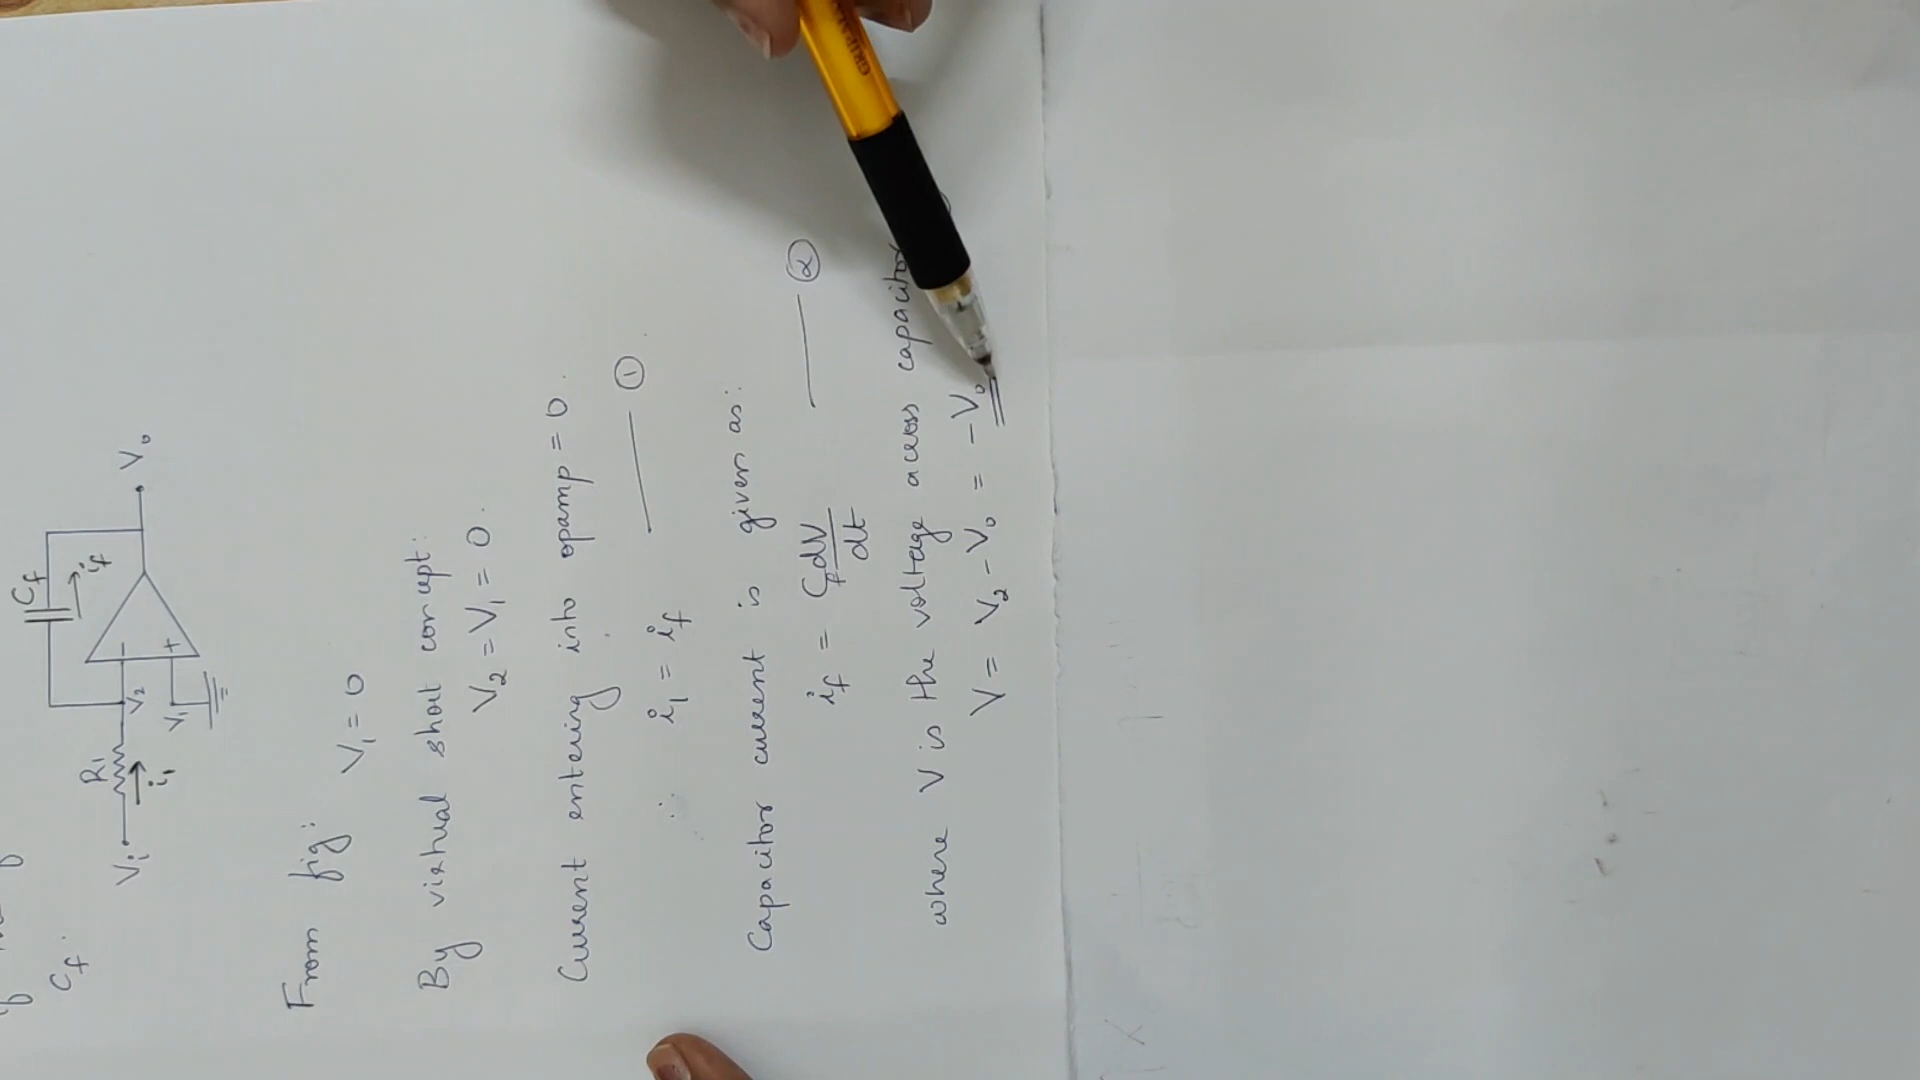 Cf.
Cf
if
R1
Vi
i1
V2
V1
−
+
Vo
From fig:
V1 = 0
By virtual short concept:
V2 = V1 = 0.
Current entering into opamp = 0.
∴ i1 = if ——— ①
Capacitor current is given as:
if = Cf dV/dt ——— ②
where V is the voltage across capacitor
V = V2 - Vo = -Vo